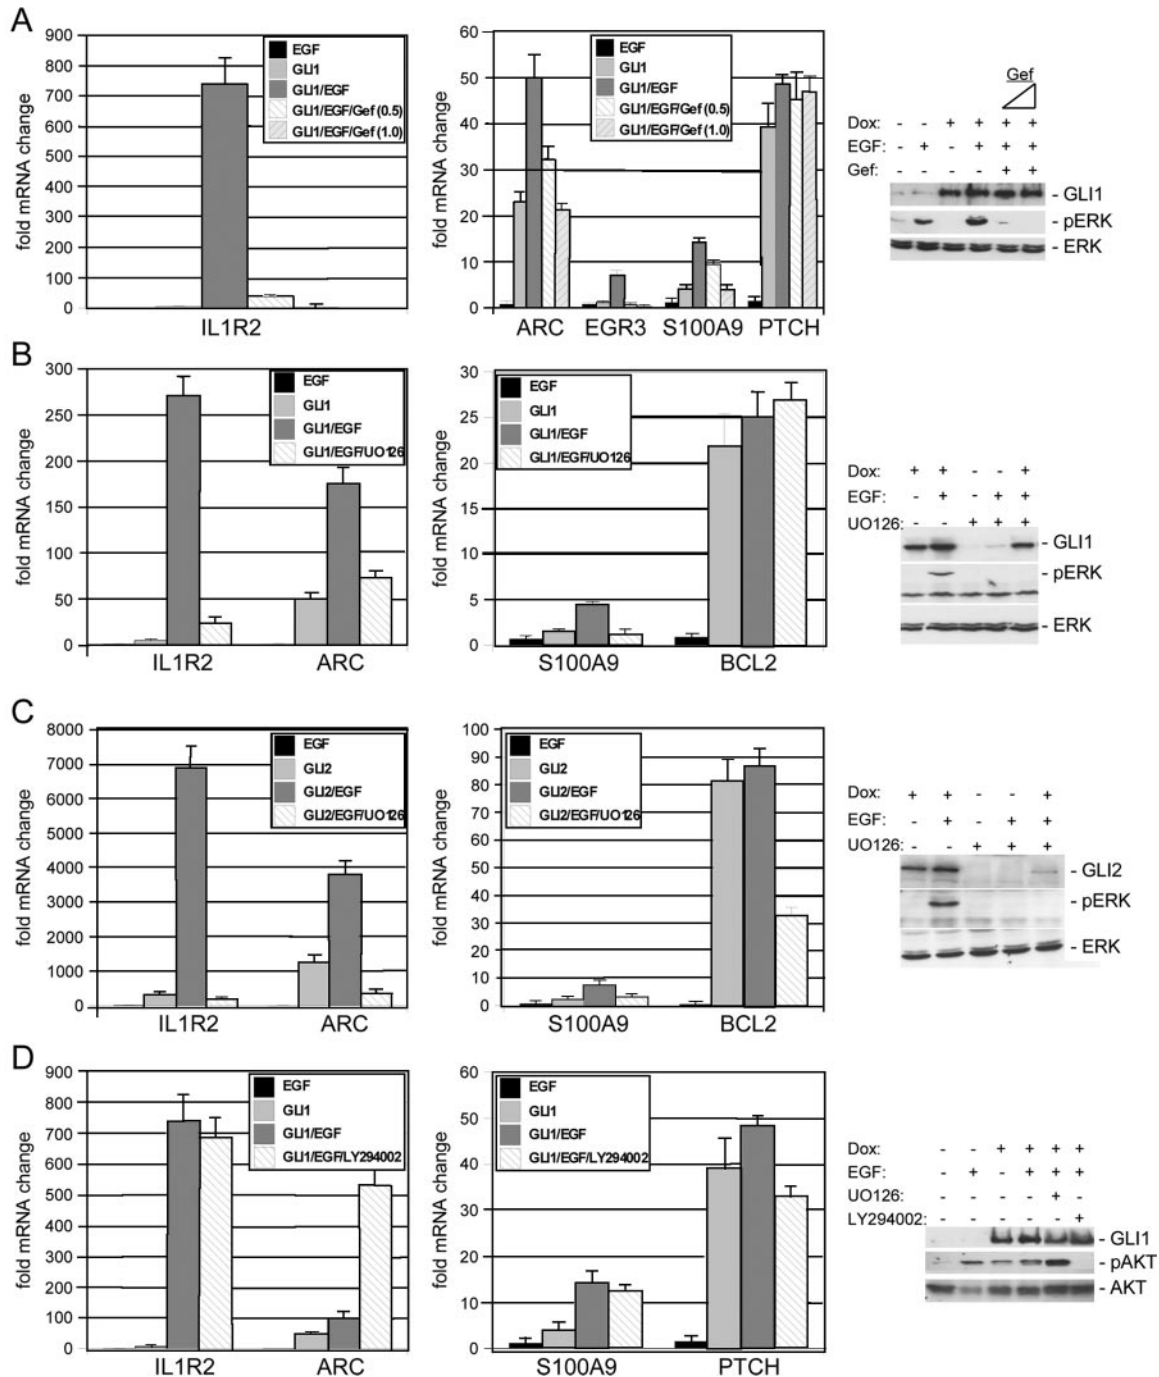 A
fold mRNA change
900
800
700
600
500
400
300
200
100
0
EGF
GLI1
GLI1/EGF
GLI1/EGF/Gef (0.5)
GLI1/EGF/Gef (1.0)
IL1R2
fold mRNA change
60
50
40
30
20
10
0
EGF
GLI1
GLI1/EGF
GLI1/EGF/Gef (0.5)
GLI1/EGF/Gef (1.0)
ARC EGR3 S100A9 PTCH
Gef
Dox: - - + + + +
EGF: - + - + + +
Gef: - - - - + +
- GLI1
- pERK
- ERK
B
fold mRNA change
300
250
200
150
100
50
0
EGF
GLI1
GLI1/EGF
GLI1/EGF/UO126
IL1R2 ARC
fold mRNA change
30
25
20
15
10
5
0
EGF
GLI1
GLI1/EGF
GLI1/EGF/UO126
S100A9 BCL2
Dox: + + - - +
EGF: - + - + +
UO126: - - + + +
- GLI1
- pERK
- ERK
C
fold mRNA change
8000
7000
6000
5000
4000
3000
2000
1000
0
EGF
GLI2
GLI2/EGF
GLI2/EGF/UO126
IL1R2 ARC
fold mRNA change
100
90
80
70
60
50
40
30
20
10
0
EGF
GLI2
GLI2/EGF
GLI2/EGF/UO126
S100A9 BCL2
Dox: + + - - +
EGF: - + - + +
UO126: - - + + +
- GLI2
- pERK
- ERK
D
fold mRNA change
900
800
700
600
500
400
300
200
100
0
EGF
GLI1
GLI1/EGF
GLI1/EGF/LY294002
IL1R2 ARC
fold mRNA change
60
50
40
30
20
10
0
EGF
GLI1
GLI1/EGF
GLI1/EGF/LY294002
S100A9 PTCH
Dox: - - + + + +
EGF: - + - + + +
UO126: - - - - + -
LY294002: - - - - - +
- GLI1
- pAKT
- AKT